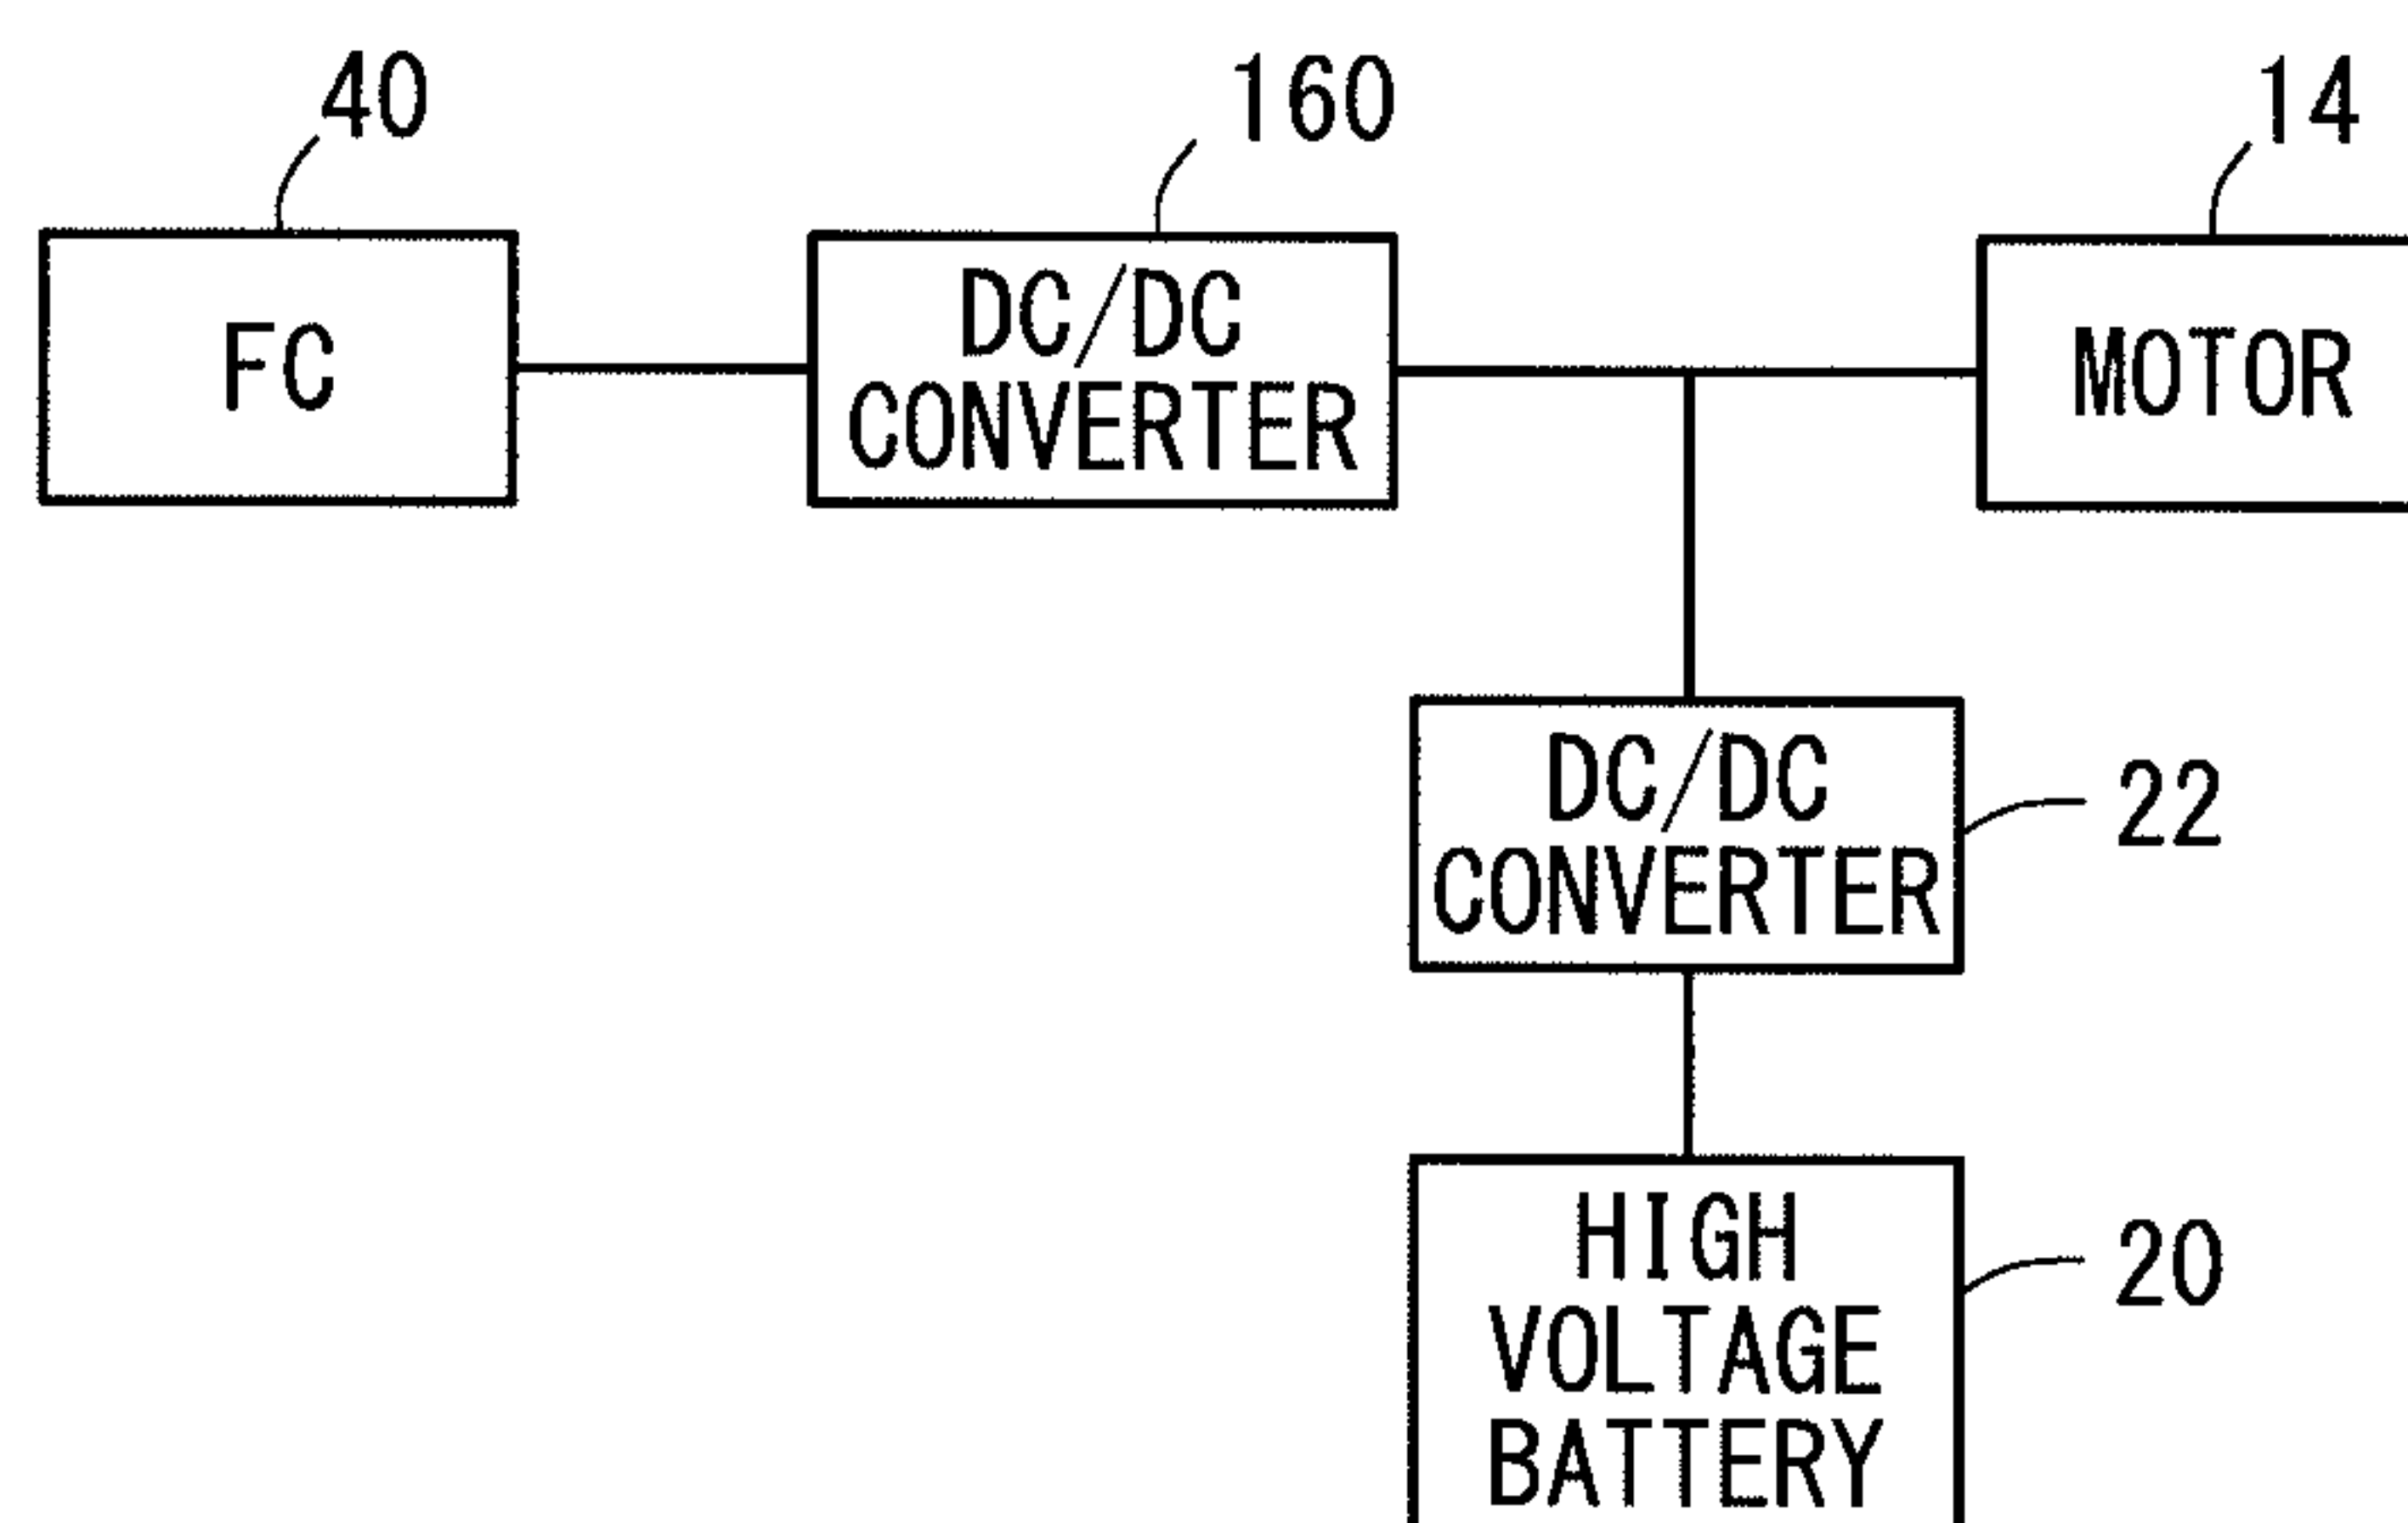 40
160
14
FC
DC/DC
CONVERTER
MOTOR
DC/DC
CONVERTER
22
HIGH
VOLTAGE
BATTERY
20